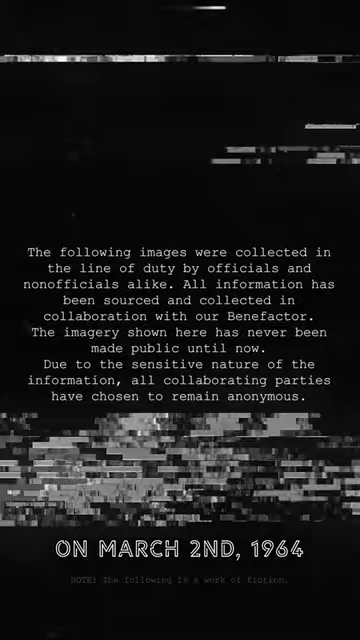 The following images were collected in
the line of duty by officials and
nonofficials alike. All information has
been sourced and collected in
collaboration with our Benefactor.
The imagery shown here has never been
made public until now.
Due to the sensitive nature of the
information, all collaborating parties
have chosen to remain anonymous.
ON MARCH 2ND, 1964
NOTE: The following is a work of fiction.